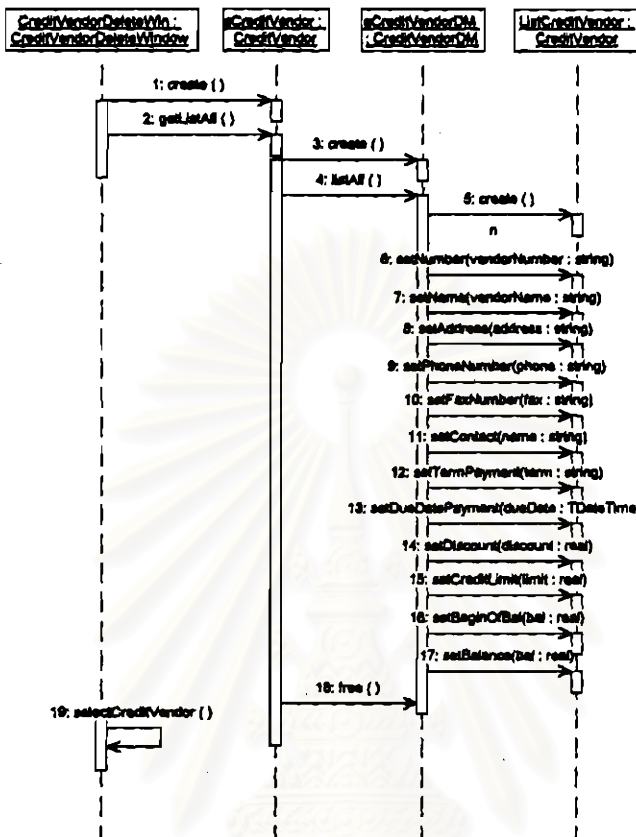 CreditVendorDeleteWin :
CreditVendorDeleteWindow
aCreditVendor :
CreditVendor
aCreditVendorDM
: CreditVendorDM
ListCreditVendor :
CreditVendor
1: create ( )
2: getListAll ( )
3: create ( )
4: listAll ( )
5: create ( )
n
6: setNumber(vendorNumber : string)
7: setName(vendorName : string)
8: setAddress(address : string)
9: setPhoneNumber(phone : string)
10: setFaxNumber(fax : string)
11: setContact(name : string)
12: setTermPayment(term : string)
13: setDueDatePayment(dueDate : TDateTime
14: setDiscount(discount : real)
15: setCreditLimit(limit : real)
16: setBeginOfBal(bal : real)
17: setBalance(bal : real)
18: free ( )
19: selectCreditVendor ( )